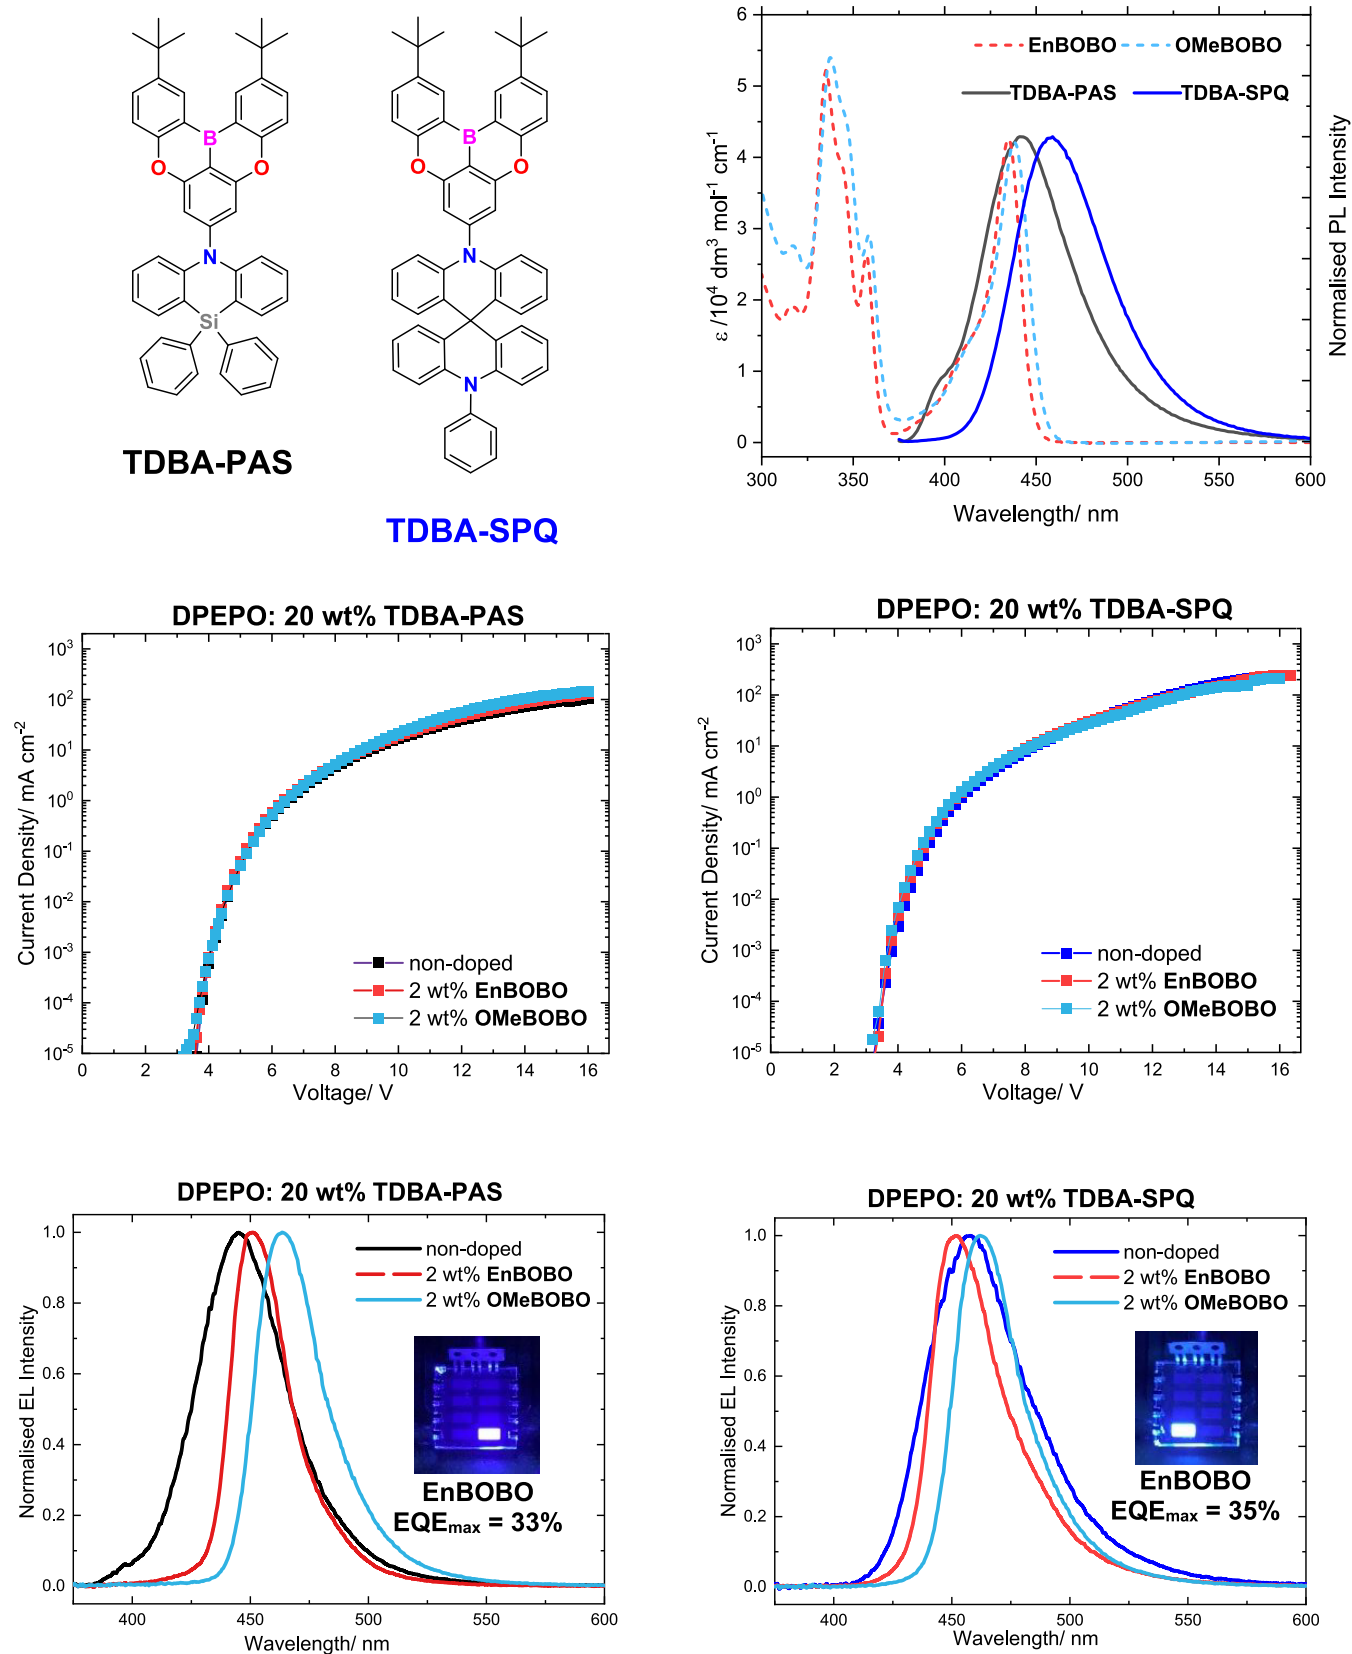 B
O
O
N
Si
TDBA-PAS
B
O
O
N
N
TDBA-SPQ
EnBOBO OMeBOBO
TDBA-PAS TDBA-SPQ
6
5
4
3
2
1
0
ε /10⁴ dm³ mol⁻¹ cm⁻¹
Normalised PL Intensity
300 350 400 450 500 550 600
Wavelength/ nm
DPEPO: 20 wt% TDBA-PAS
10³
10²
10¹
10⁰
10⁻¹
10⁻²
10⁻³
10⁻⁴
10⁻⁵
Current Density/ mA cm⁻²
non-doped
2 wt% EnBOBO
2 wt% OMeBOBO
0 2 4 6 8 10 12 14 16
Voltage/ V
DPEPO: 20 wt% TDBA-SPQ
10³
10²
10¹
10⁰
10⁻¹
10⁻²
10⁻³
10⁻⁴
10⁻⁵
Current Density/ mA cm⁻²
non-doped
2 wt% EnBOBO
2 wt% OMeBOBO
0 2 4 6 8 10 12 14 16
Voltage/ V
DPEPO: 20 wt% TDBA-PAS
1.0
0.8
0.6
0.4
0.2
0.0
Normalised EL Intensity
non-doped
2 wt% EnBOBO
2 wt% OMeBOBO
EnBOBO
EQEmax = 33%
400 450 500 550 600
Wavelength/ nm
DPEPO: 20 wt% TDBA-SPQ
1.0
0.8
0.6
0.4
0.2
0.0
Normalised EL Intensity
non-doped
2 wt% EnBOBO
2 wt% OMeBOBO
EnBOBO
EQEmax = 35%
400 450 500 550 600
Wavelength/ nm